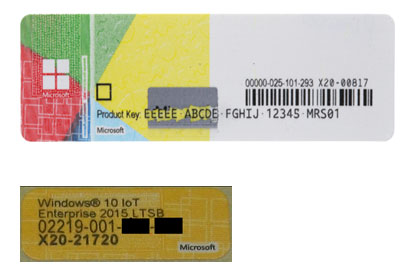 Microsoft
00000-025-101-293 X20-00817
Product Key: EEEEE·ABCDE·FGHIJ·12345·MRS01
Microsoft
Windows® 10 IoT
Enterprise 2015 LTSB
02219-001-
X20-21720
Microsoft